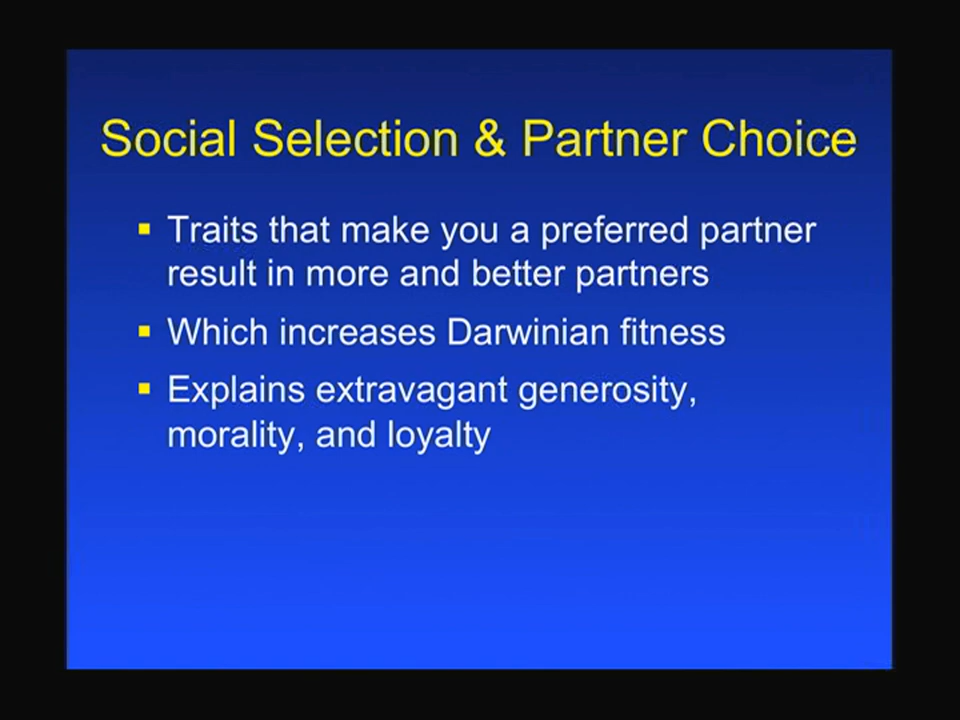 Social Selection & Partner Choice
Traits that make you a preferred partner
result in more and better partners
Which increases Darwinian fitness
Explains extravagant generosity,
morality, and loyalty